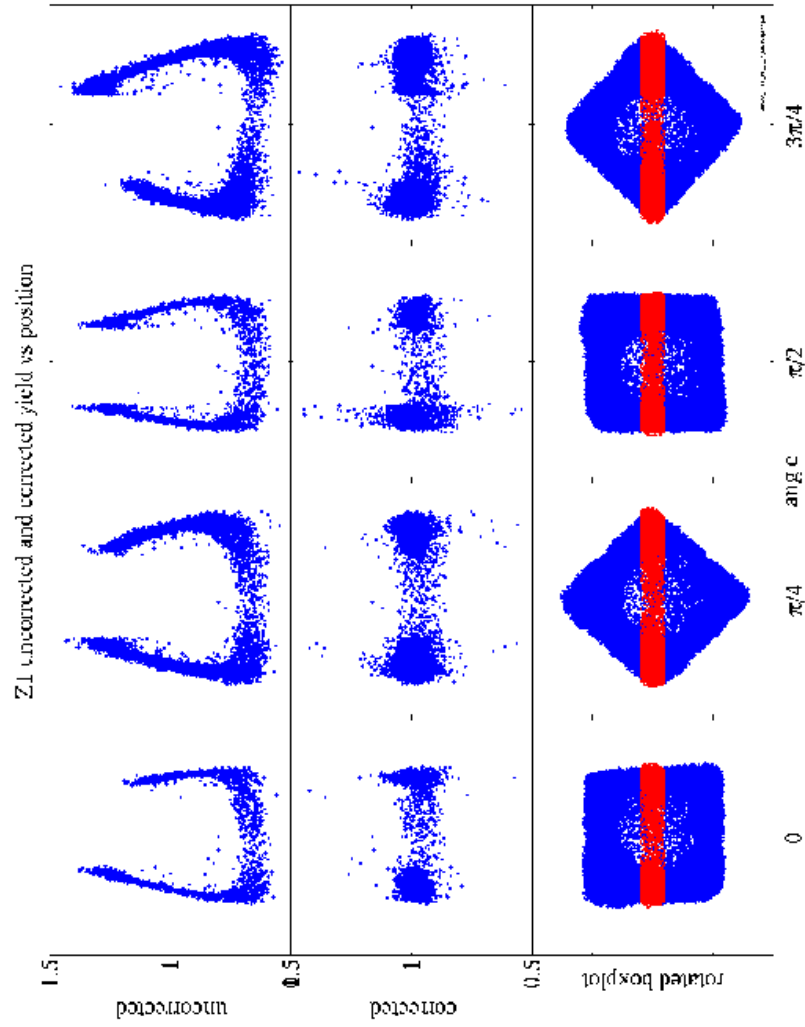 Z1 uncorrected and corrected yield vs position
1.5
1
0.5
uncorrected
1
0.5
corrected
rotated boxplot
0
π/4
π/2
3π/4
ang e